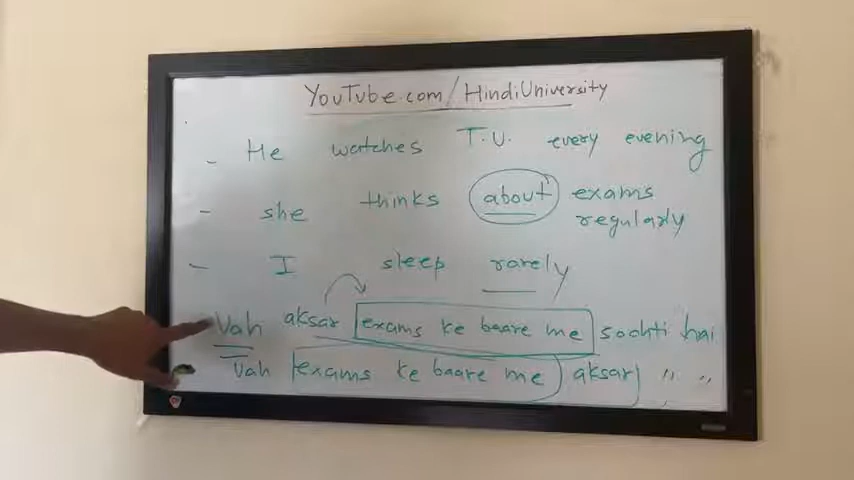 YouTube.com/HindiUniversity
- He watches T.V. every evening
- she thinks about exams regularly
- I sleep rarely
Vah aksar exams ke baare me sochti hai
Vah exams ke baare me aksar " "